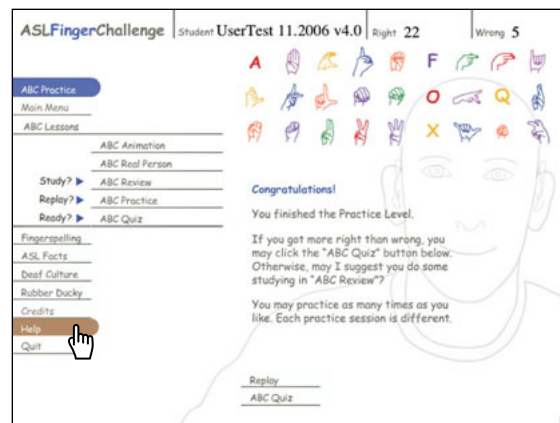 ASLFingerChallenge Student UserTest 11.2006 v4.0 Right 22 Wrong 5
A F
O Q
X
ABC Practice
Main Menu
ABC Lessons
ABC Animation
ABC Real Person
Study? ▶ ABC Review
Replay? ▶ ABC Practice
Ready? ▶ ABC Quiz
Fingerspelling
ASL Facts
Deaf Culture
Rubber Ducky
Credits
Help
Quit
Congratulations!
You finished the Practice Level.
If you got more right than wrong, you
may click the "ABC Quiz" button below.
Otherwise, may I suggest you do some
studying in "ABC Review"?
You may practice as many times as you
like. Each practice session is different.
Replay
ABC Quiz